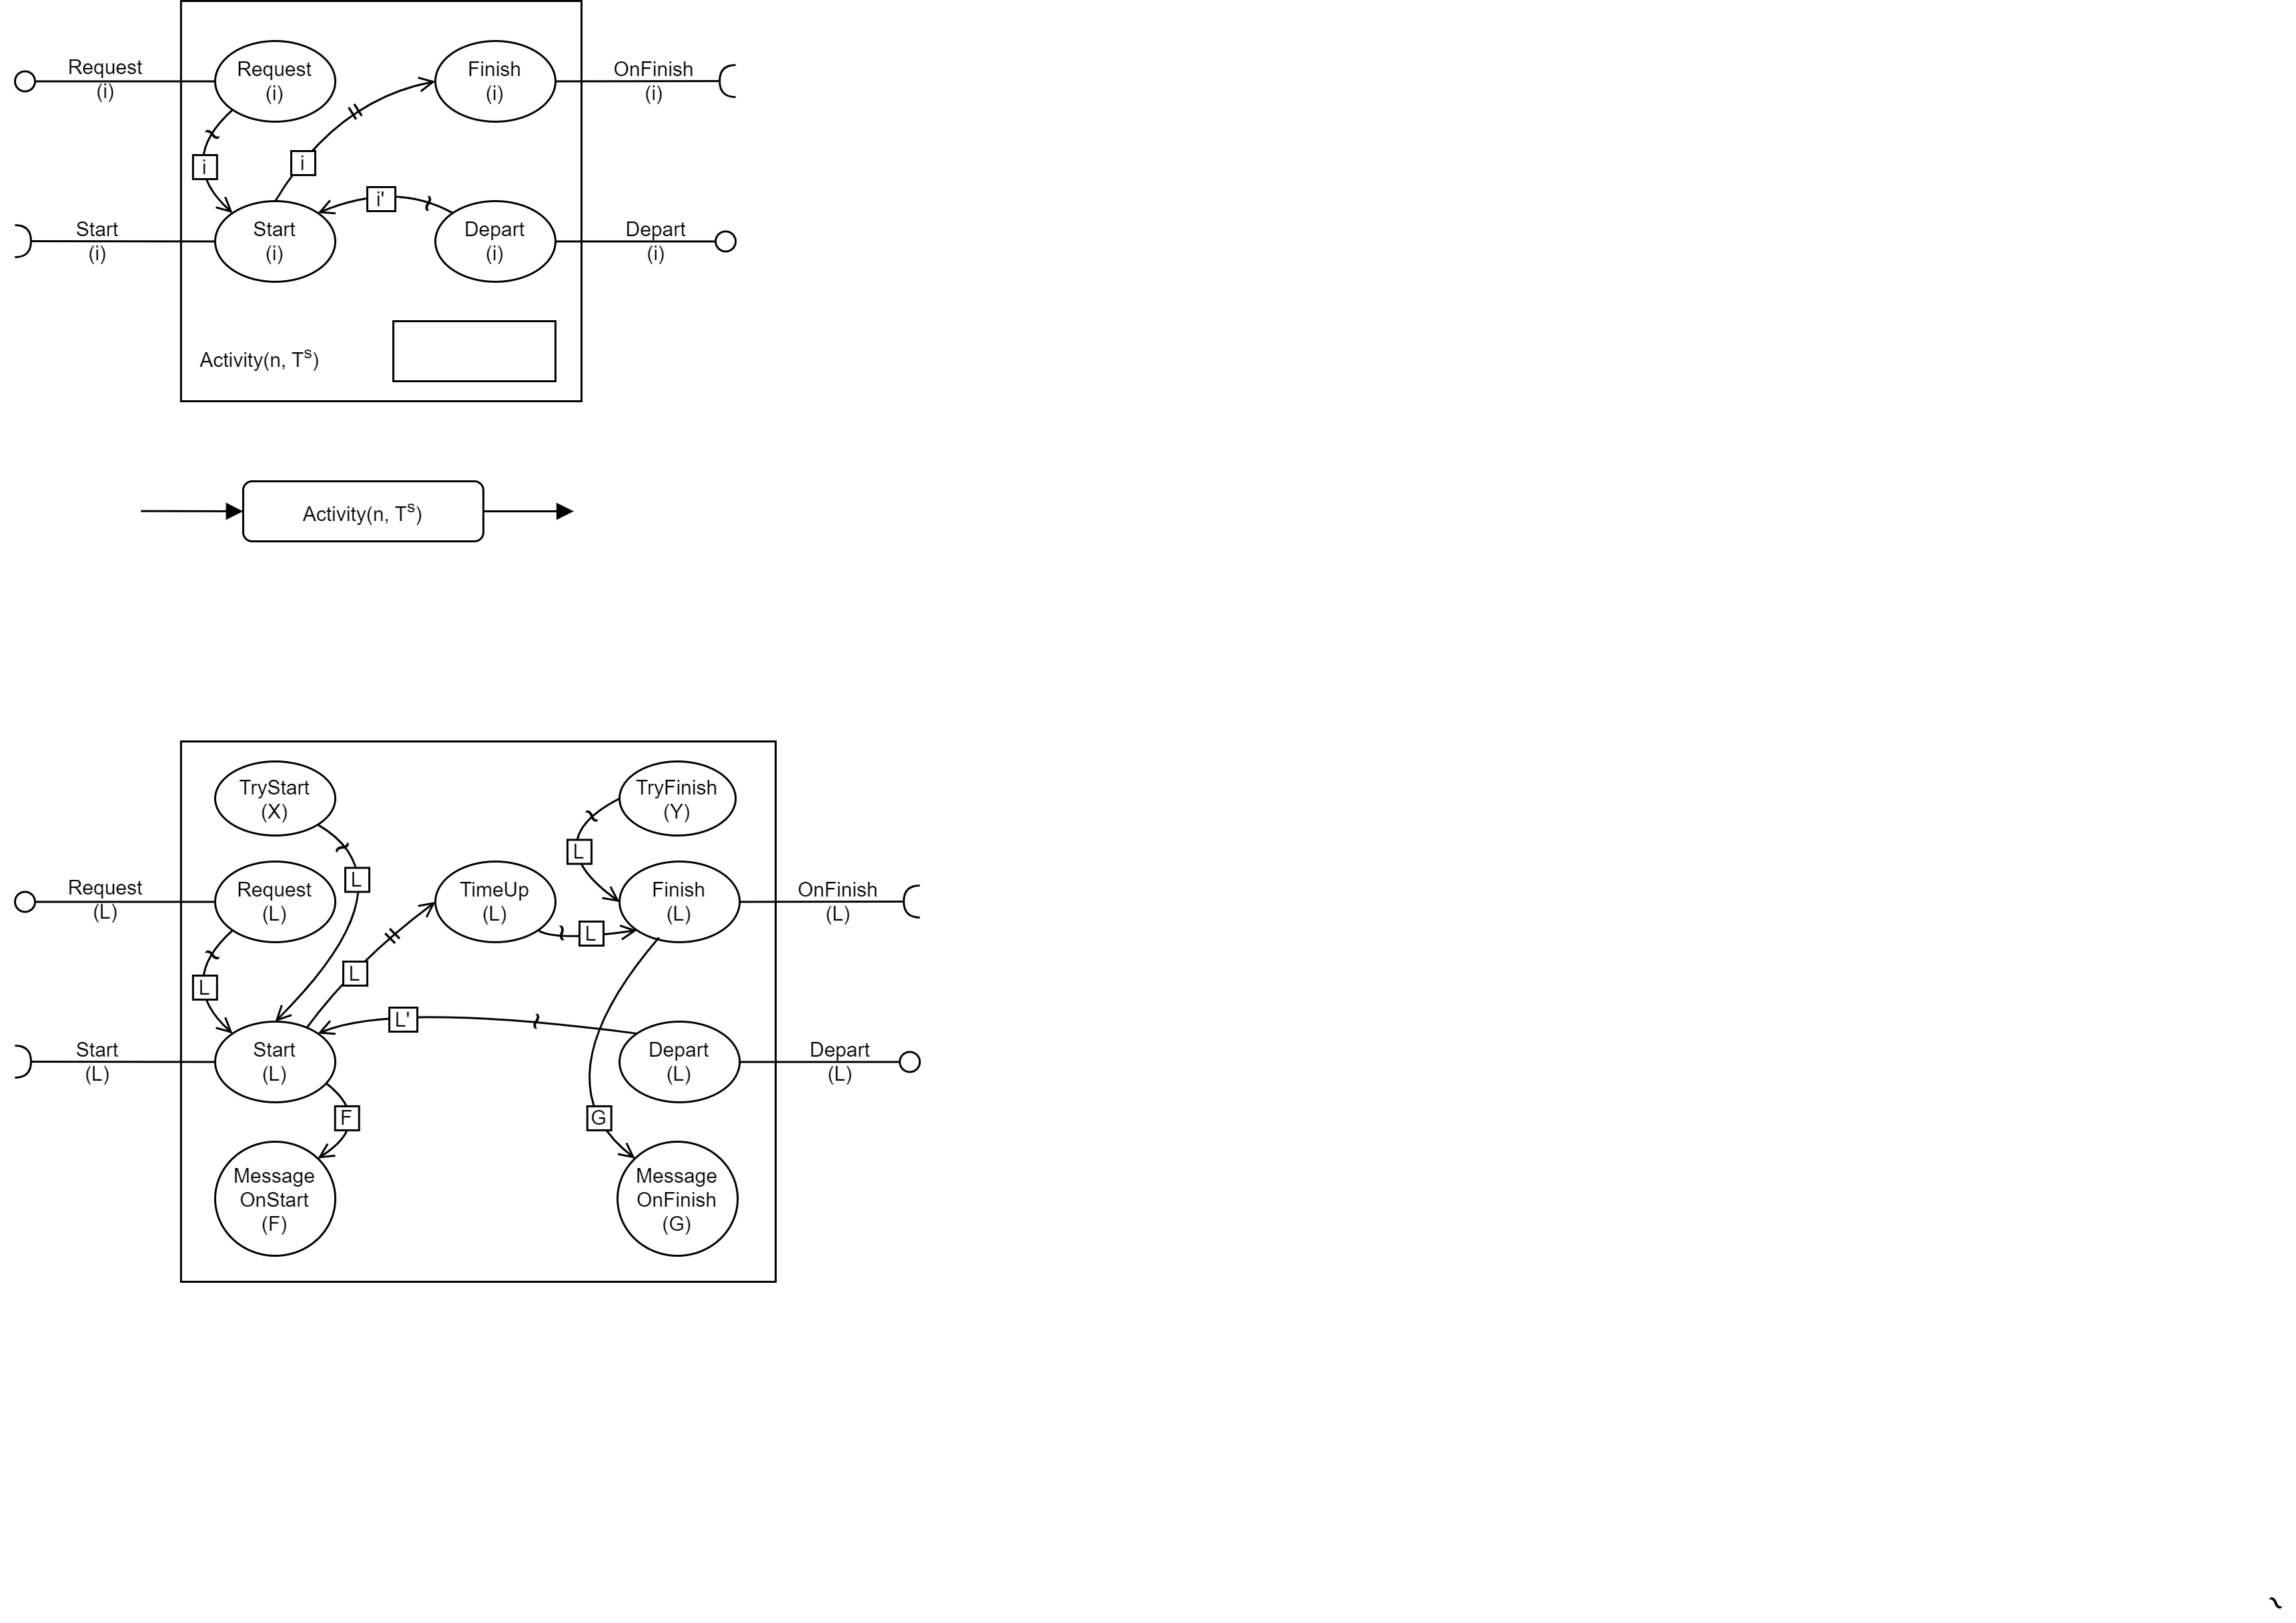 Request
(i)
Request
(i)
Finish
(i)
OnFinish
(i)
i
i
i'
Start
(i)
Start
(i)
Depart
(i)
Depart
(i)
Activity(n, Tˢ)
Activity(n, Tˢ)
TryStart
(X)
TryFinish
(Y)
L
L
Request
(L)
Request
(L)
TimeUp
(L)
Finish
(L)
OnFinish
(L)
L
L
L
L'
Start
(L)
Start
(L)
Depart
(L)
Depart
(L)
F
G
Message
OnStart
(F)
Message
OnFinish
(G)